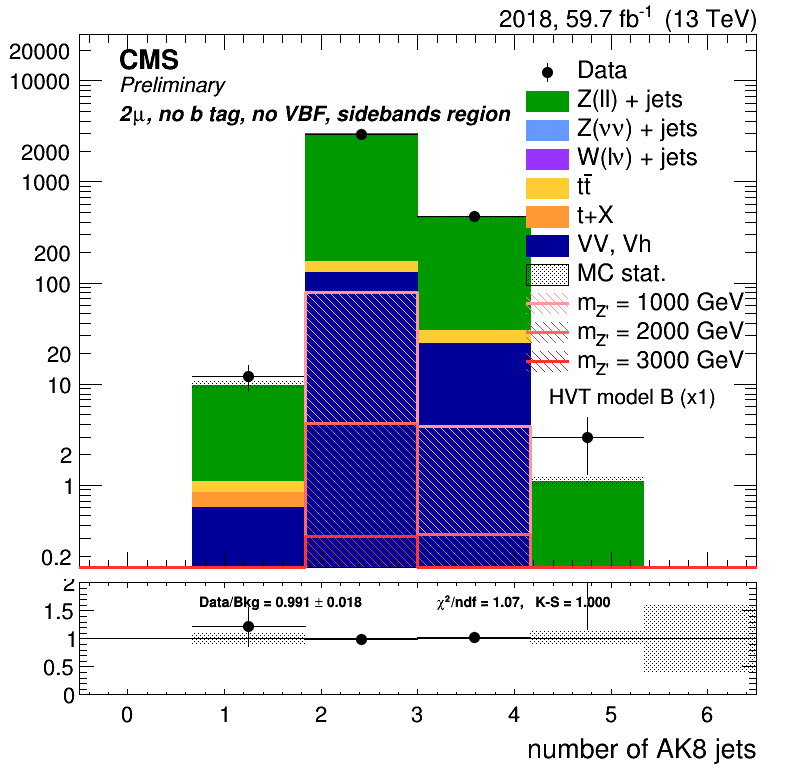 2018, 59.7 fb⁻¹ (13 TeV)
CMS
Preliminary
2μ, no b tag, no VBF, sidebands region
Data
Z(ll) + jets
Z(νν) + jets
W(lν) + jets
tt̄
t+X
VV, Vh
MC stat.
m_Z' = 1000 GeV
m_Z' = 2000 GeV
m_Z' = 3000 GeV
HVT model B (x1)
20000
10000
2000
1000
200
100
20
10
2
1
0.2
Data/Bkg = 0.991 ± 0.018
χ²/ndf = 1.07, K-S = 1.000
2
1.5
1
0.5
0
0 1 2 3 4 5 6
number of AK8 jets